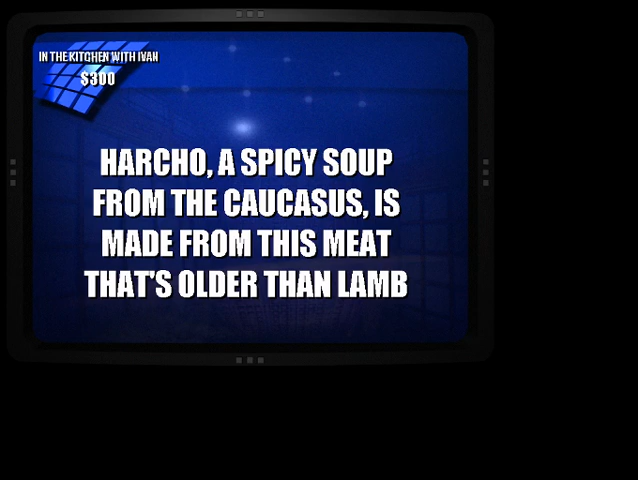 IN THE KITCHEN WITH IVAN
$300
HARCHO, A SPICY SOUP
FROM THE CAUCASUS, IS
MADE FROM THIS MEAT
THAT'S OLDER THAN LAMB